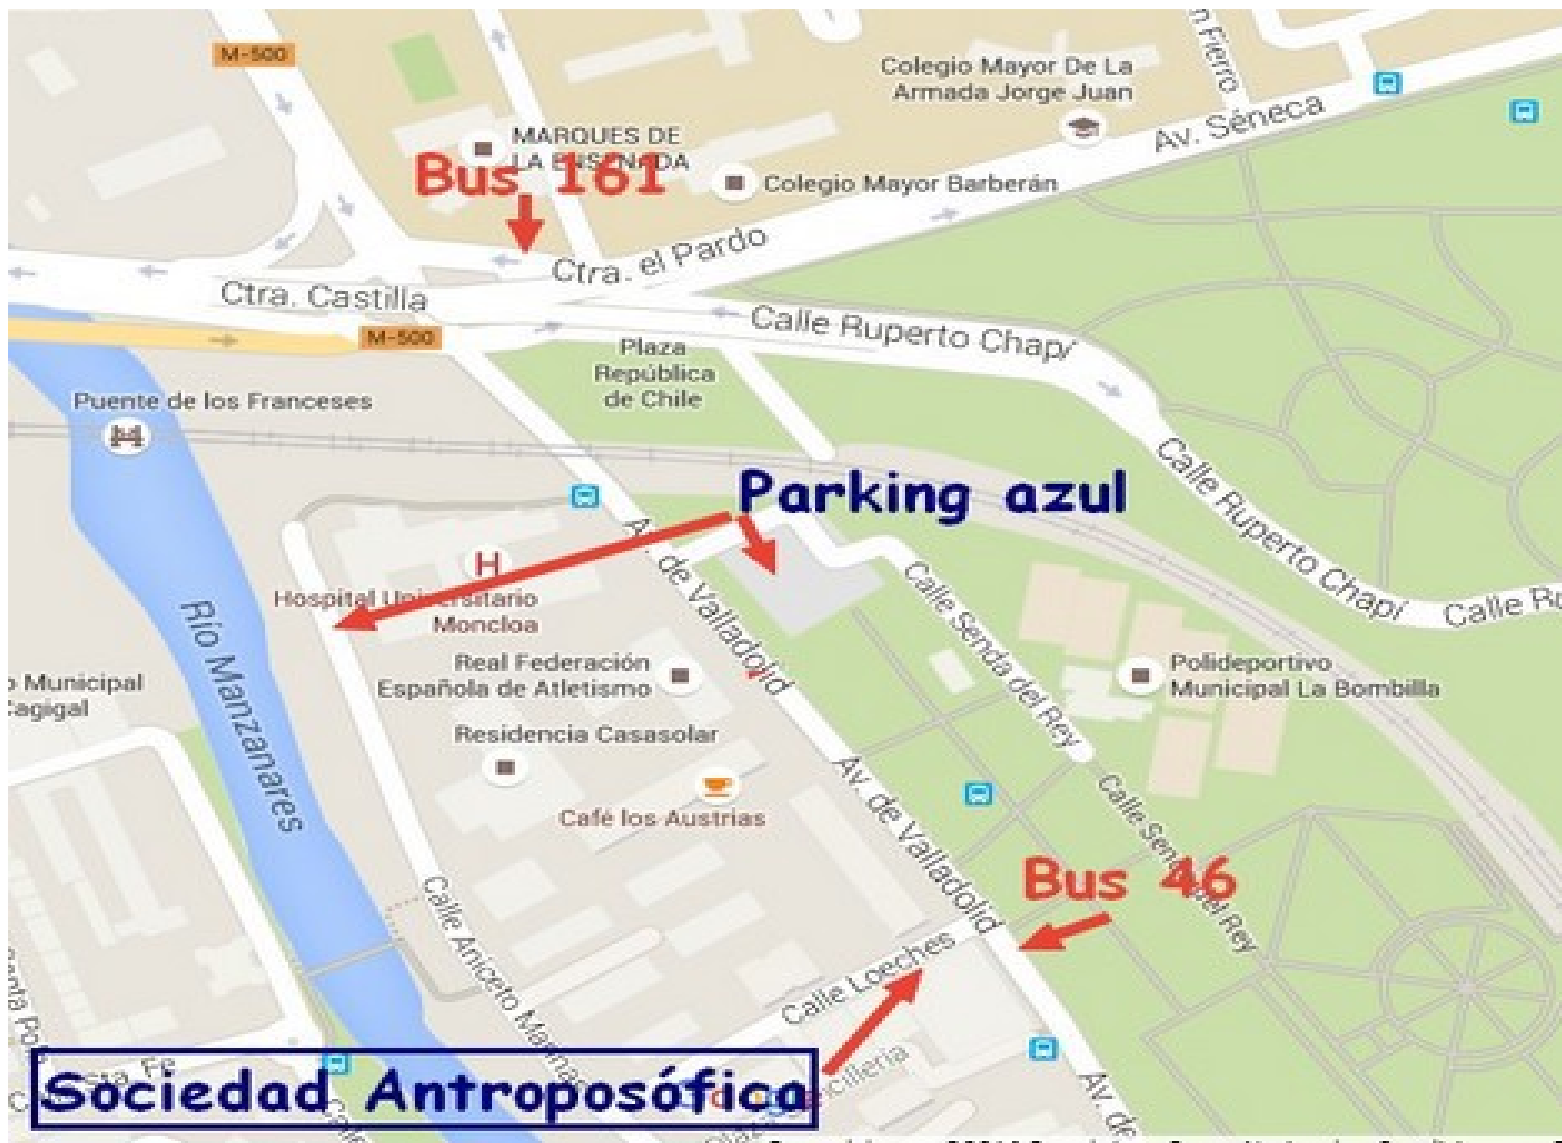 M-500
Colegio Mayor De La
Armada Jorge Juan
Fierro
Av. Séneca
MARQUES DE
LA ENSENADA
Bus 161
Colegio Mayor Barberán
Ctra. el Pardo
Ctra. Castilla
M-500
Calle Ruperto Chapí
Plaza
República
de Chile
Puente de los Franceses
Calle Ruperto Chapí
Calle
Parking azul
Av. de Valladolid
H
Hospital Universitario
Moncloa
Calle Senda del Rey
Río Manzanares
Real Federación
Española de Atletismo
Polideportivo
Municipal La Bombilla
Municipal
Cagigal
Residencia Casasolar
Café los Austrias
Av. de Valladolid
Calle Senda del Rey
Bus 46
Calle Aniceto
Calle Loeches
Av. de
Sociedad Antroposófica